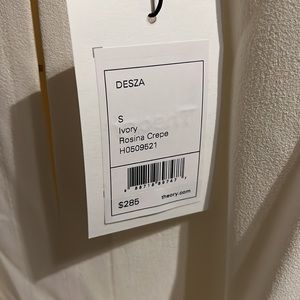 DESZA
S
Ivory
Rosina Crepe
H0509521
$285
theory.com